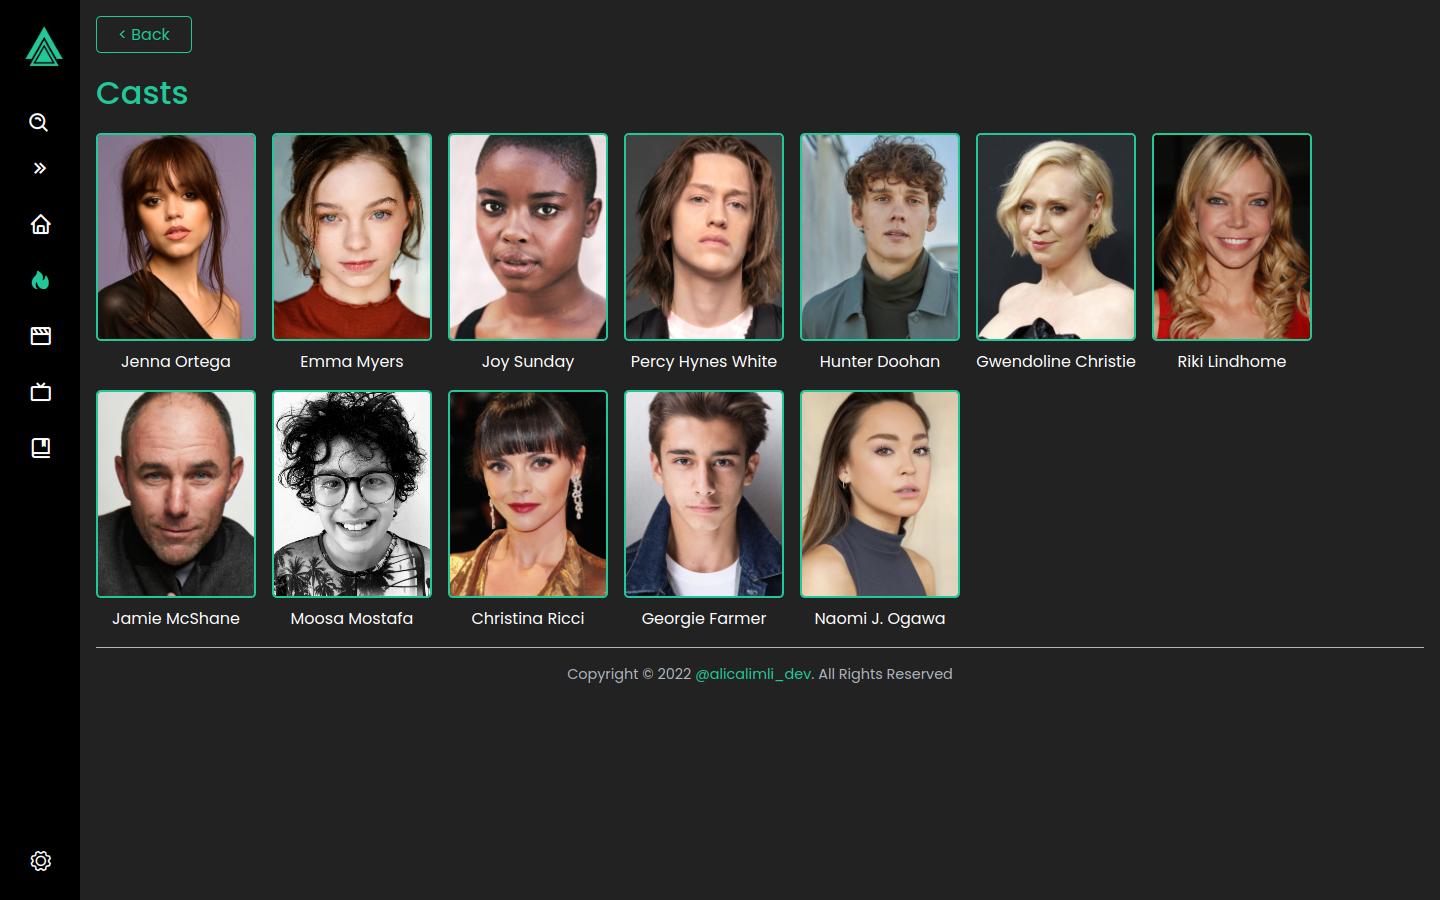 < Back
Casts
Jenna Ortega
Emma Myers
Joy Sunday
Percy Hynes White
Hunter Doohan
Gwendoline Christie
Riki Lindhome
Jamie McShane
Moosa Mostafa
Christina Ricci
Georgie Farmer
Naomi J. Ogawa
Copyright © 2022 @alicalimli_dev. All Rights Reserved